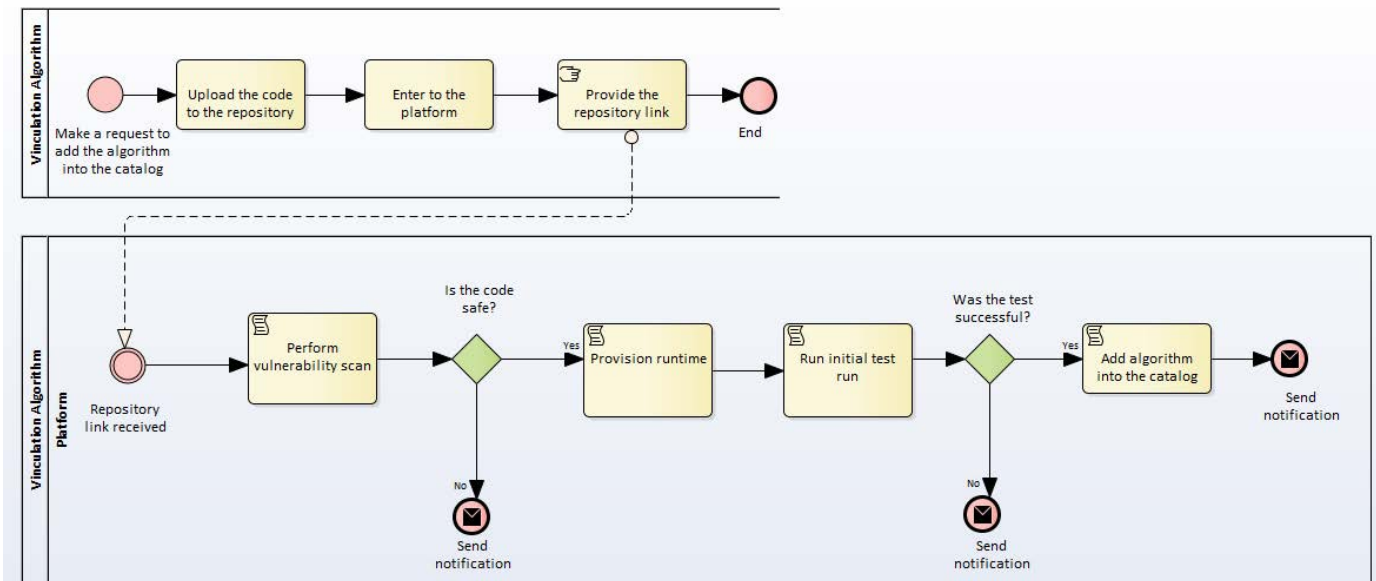 Vinculation Algorithm
Upload the code
to the repository
Enter to the
platform
Provide the
repository link
Make a request to
add the algorithm
into the catalog
End
Vinculation Algorithm
Platform
Is the code
safe?
Was the test
successful?
Perform
vulnerability scan
Yes
Provision runtime
Run initial test
run
Yes
Add algorithm
into the catalog
Repository
link received
Send
notification
No
Send
notification
No
Send
notification